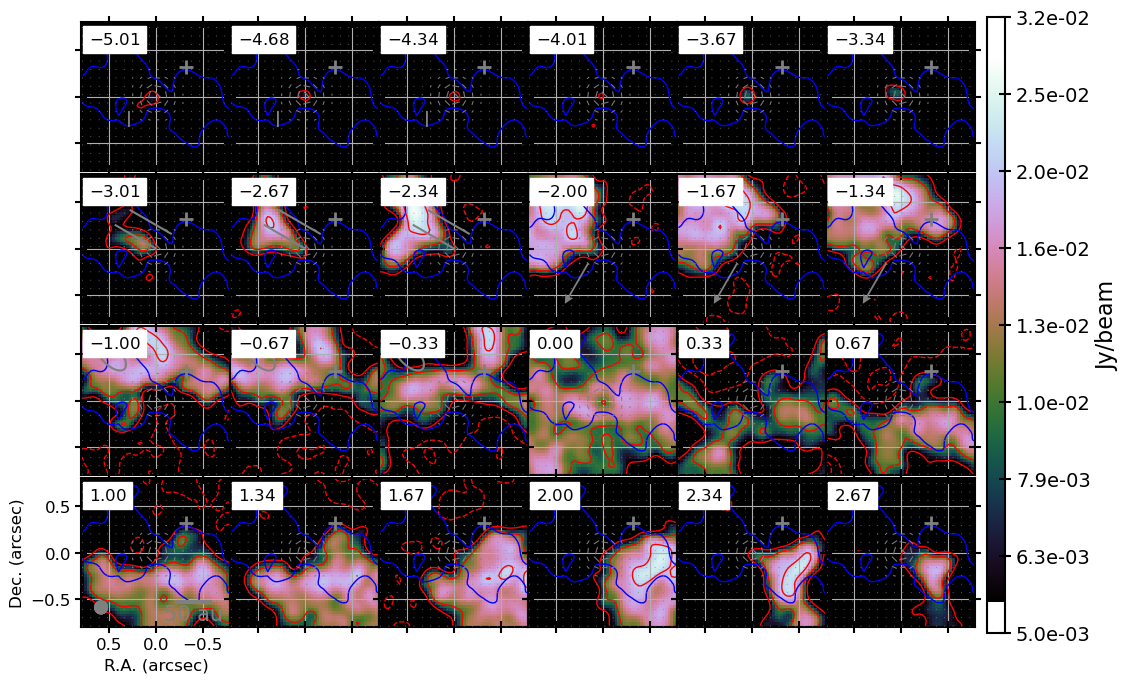 −5.01 −4.68 −4.34 −4.01 −3.67 −3.34
−3.01 −2.67 −2.34 −2.00 −1.67 −1.34
−1.00 −0.67 −0.33 0.00 0.33 0.67
1.00 1.34 1.67 2.00 2.34 2.67
0.5
0.0
−0.5
Dec. (arcsec)
au
0.5 0.0 −0.5
R.A. (arcsec)
3.2e-02
2.5e-02
2.0e-02
1.6e-02
1.3e-02
1.0e-02
7.9e-03
6.3e-03
5.0e-03
Jy/beam